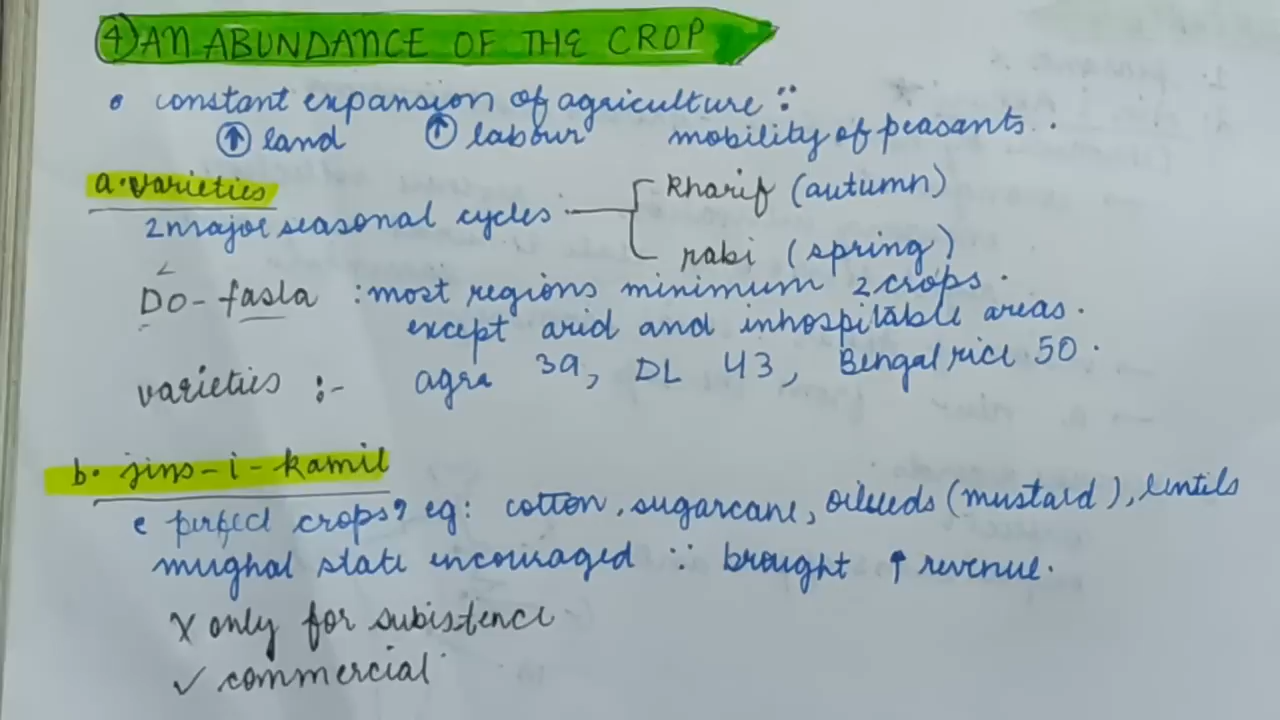 ④ AN ABUNDANCE OF THE CROP
• constant expansion of agriculture ∵
↑ land ↑ labour mobility of peasants.
a. varieties
2 major seasonal cycles Kharif (autumn)
rabi (spring)
Do-fasla : most regions minimum 2 crops.
except arid and inhospitable areas.
varieties :- agra 39, DL 43, Bengal rice 50.
b. jins-i-kamil
perfect crops, eg: cotton, sugarcane, oilseeds (mustard), lentils
mughal state encouraged ∵ brought ↑ revenue.
X only for subistence
✓ commercial